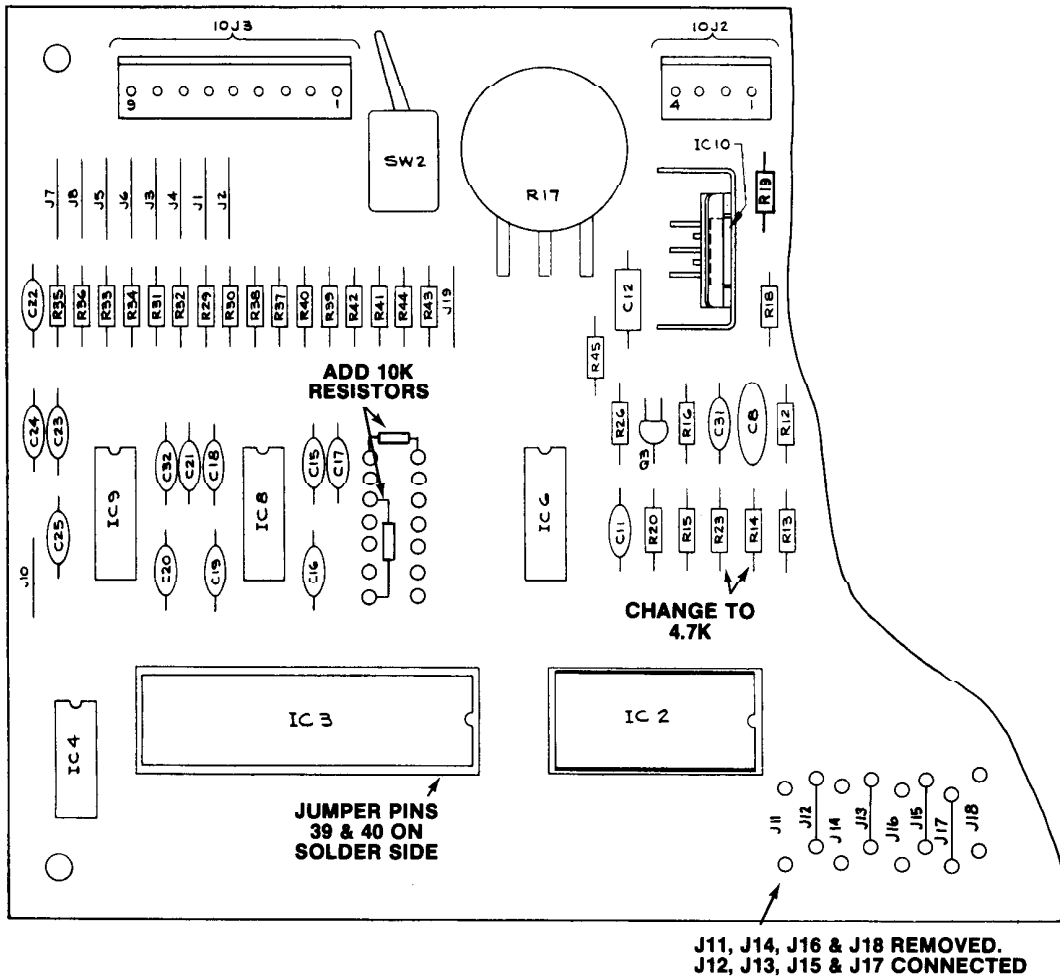 10J3
10J2
9
1
4
1
IC10
SW2
R17
R19
J7
J8
J5
J6
J3
J4
J1
J2
C22
R35
R36
R33
R34
R31
R32
R29
R30
R38
R37
R40
R39
R42
R41
R44
R43
J19
C12
R18
R45
ADD 10K
RESISTORS
C24
C23
R26
Q3
R16
C31
C8
R12
IC9
C32
C21
C18
IC8
C15
C17
IC6
C25
C20
C19
C16
C11
R20
R15
R23
R14
R13
J10
CHANGE TO
4.7K
IC4
IC 3
IC 2
JUMPER PINS
39 & 40 ON
SOLDER SIDE
J11
J12
J14
J13
J16
J15
J17
J18
J11, J14, J16 & J18 REMOVED.
J12, J13, J15 & J17 CONNECTED